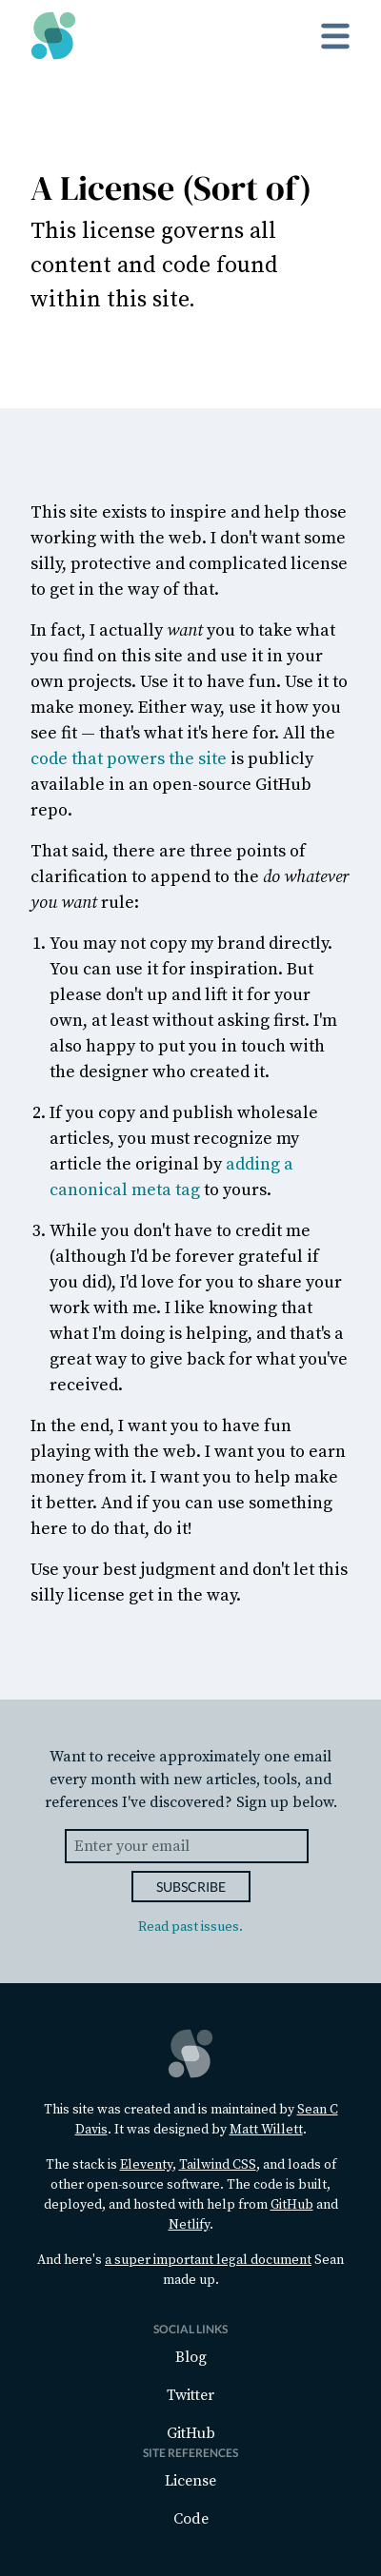 A License (Sort of)
This license governs all
content and code found
within this site.
This site exists to inspire and help those
working with the web. I don't want some
silly, protective and complicated license
to get in the way of that.
In fact, I actually want you to take what
you find on this site and use it in your
own projects. Use it to have fun. Use it to
make money. Either way, use it how you
see fit — that's what it's here for. All the
code that powers the site is publicly
available in an open-source GitHub
repo.
That said, there are three points of
clarification to append to the do whatever
you want rule:
1. You may not copy my brand directly.
You can use it for inspiration. But
please don't up and lift it for your
own, at least without asking first. I'm
also happy to put you in touch with
the designer who created it.
2. If you copy and publish wholesale
articles, you must recognize my
article the original by adding a
canonical meta tag to yours.
3. While you don't have to credit me
(although I'd be forever grateful if
you did), I'd love for you to share your
work with me. I like knowing that
what I'm doing is helping, and that's a
great way to give back for what you've
received.
In the end, I want you to have fun
playing with the web. I want you to earn
money from it. I want you to help make
it better. And if you can use something
here to do that, do it!
Use your best judgment and don't let this
silly license get in the way.
Want to receive approximately one email
every month with new articles, tools, and
references I've discovered? Sign up below.
Enter your email
SUBSCRIBE
Read past issues.
This site was created and is maintained by Sean C
Davis. It was designed by Matt Willett.
The stack is Eleventy, Tailwind CSS, and loads of
other open-source software. The code is built,
deployed, and hosted with help from GitHub and
Netlify.
And here's a super important legal document Sean
made up.
SOCIAL LINKS
Blog
Twitter
GitHub
SITE REFERENCES
License
Code